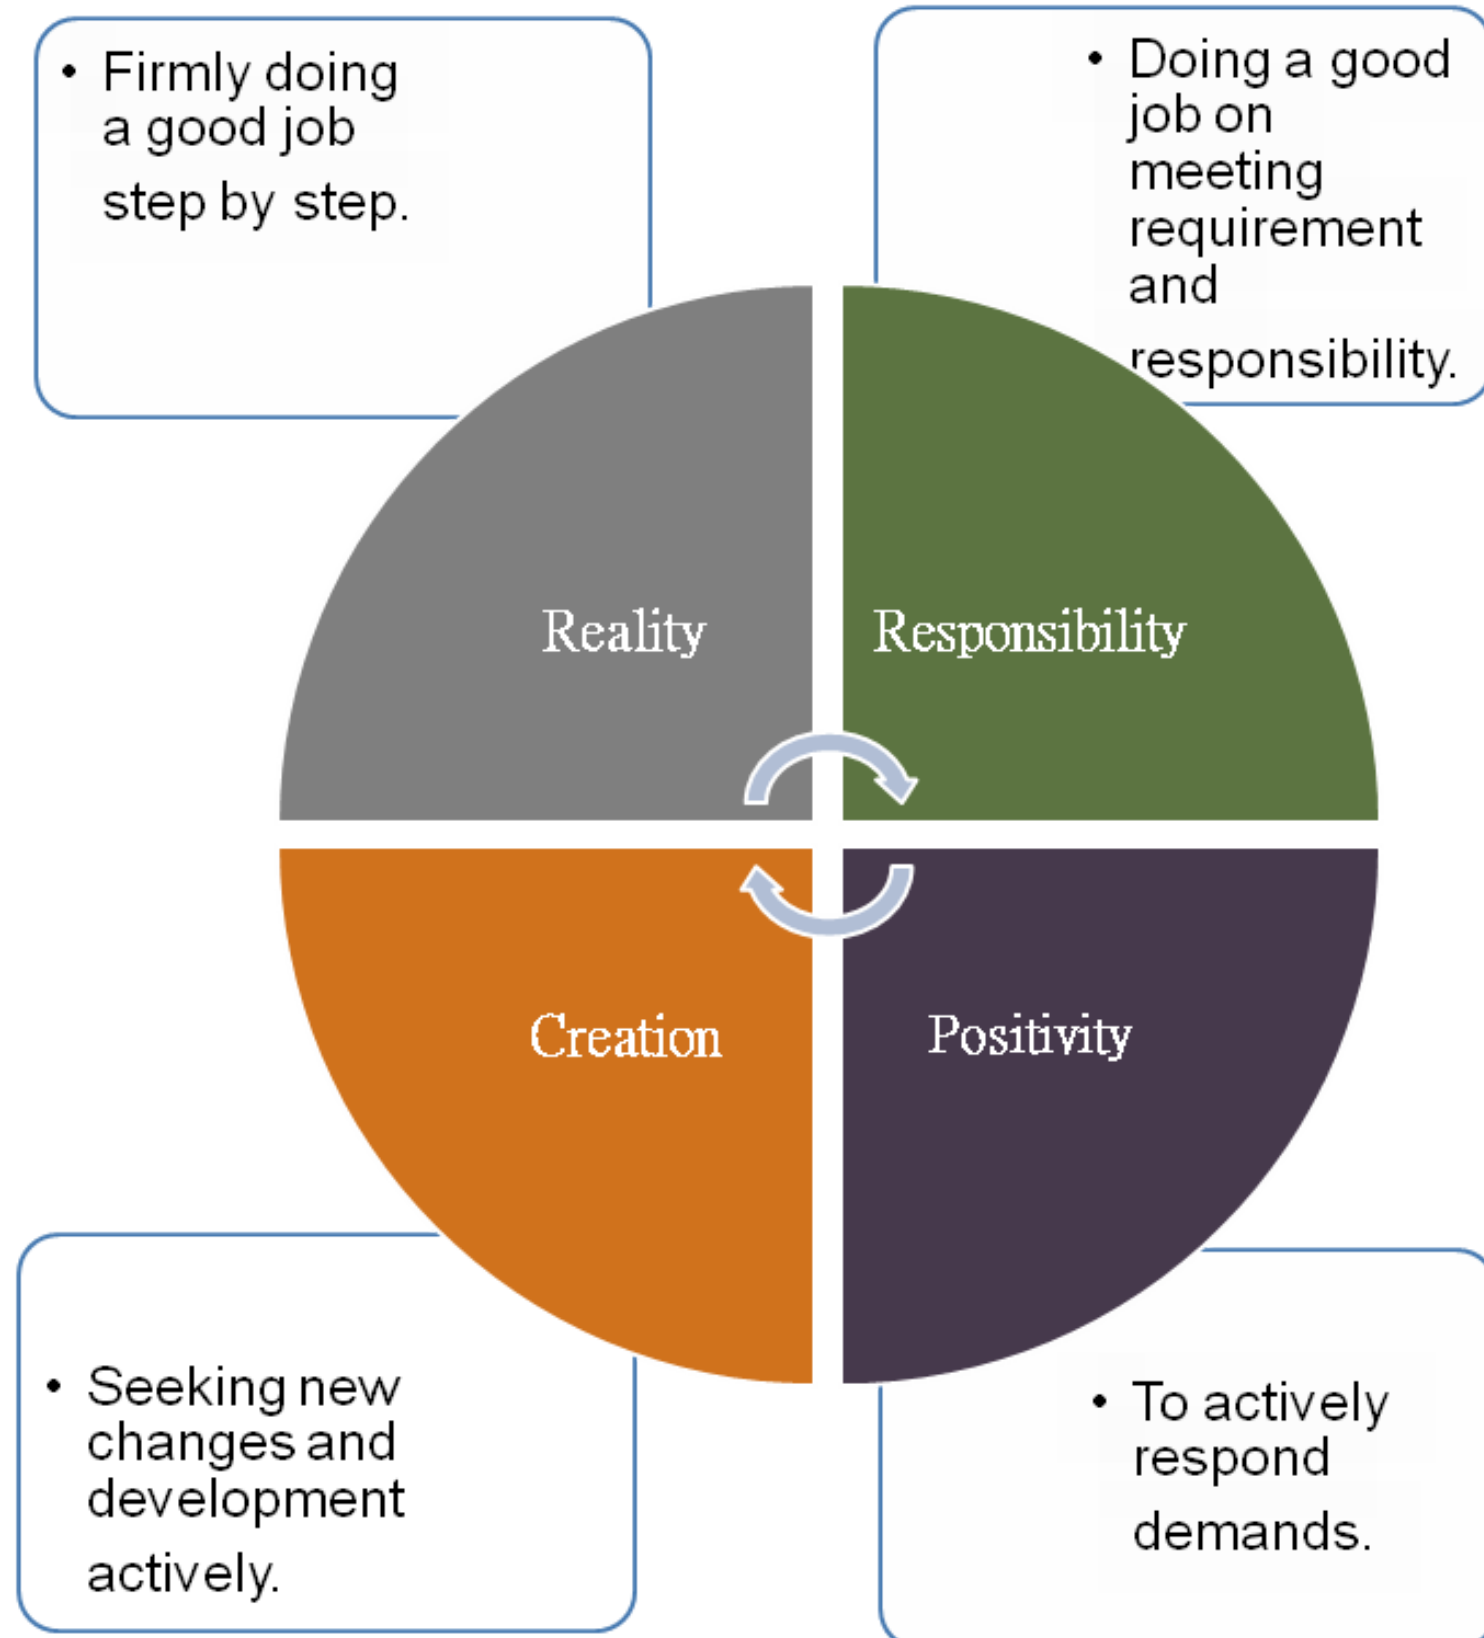 • Firmly doing
a good job
step by step.
• Doing a good
job on
meeting
requirement
and
responsibility.
Reality
Responsibility
Creation
Positivity
• Seeking new
changes and
development
actively.
• To actively
respond
demands.